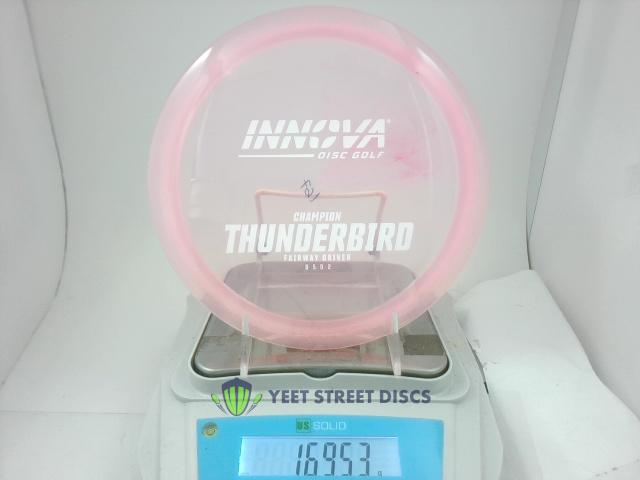 INNOVA®
DISC GOLF
CHAMPION
THUNDERBIRD
FAIRWAY DRIVER
9 5 0 2
YEET STREET DISCS
US SOLID
169.53 g